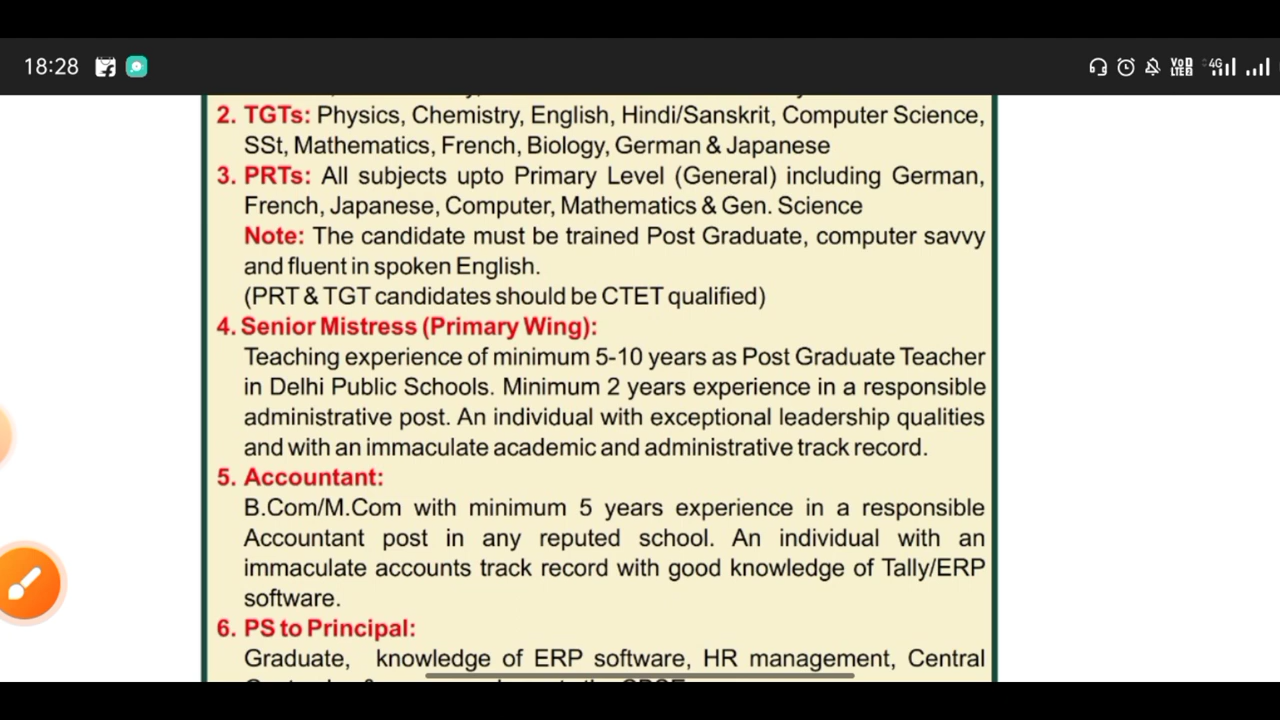 18:28
VoD
LTE2
4G
2. TGTs: Physics, Chemistry, English, Hindi/Sanskrit, Computer Science,
SSt, Mathematics, French, Biology, German & Japanese
3. PRTs: All subjects upto Primary Level (General) including German,
French, Japanese, Computer, Mathematics & Gen. Science
Note: The candidate must be trained Post Graduate, computer savvy
and fluent in spoken English.
(PRT & TGT candidates should be CTET qualified)
4. Senior Mistress (Primary Wing):
Teaching experience of minimum 5-10 years as Post Graduate Teacher
in Delhi Public Schools. Minimum 2 years experience in a responsible
administrative post. An individual with exceptional leadership qualities
and with an immaculate academic and administrative track record.
5. Accountant:
B.Com/M.Com with minimum 5 years experience in a responsible
Accountant post in any reputed school. An individual with an
immaculate accounts track record with good knowledge of Tally/ERP
software.
6. PS to Principal:
Graduate, knowledge of ERP software, HR management, Central